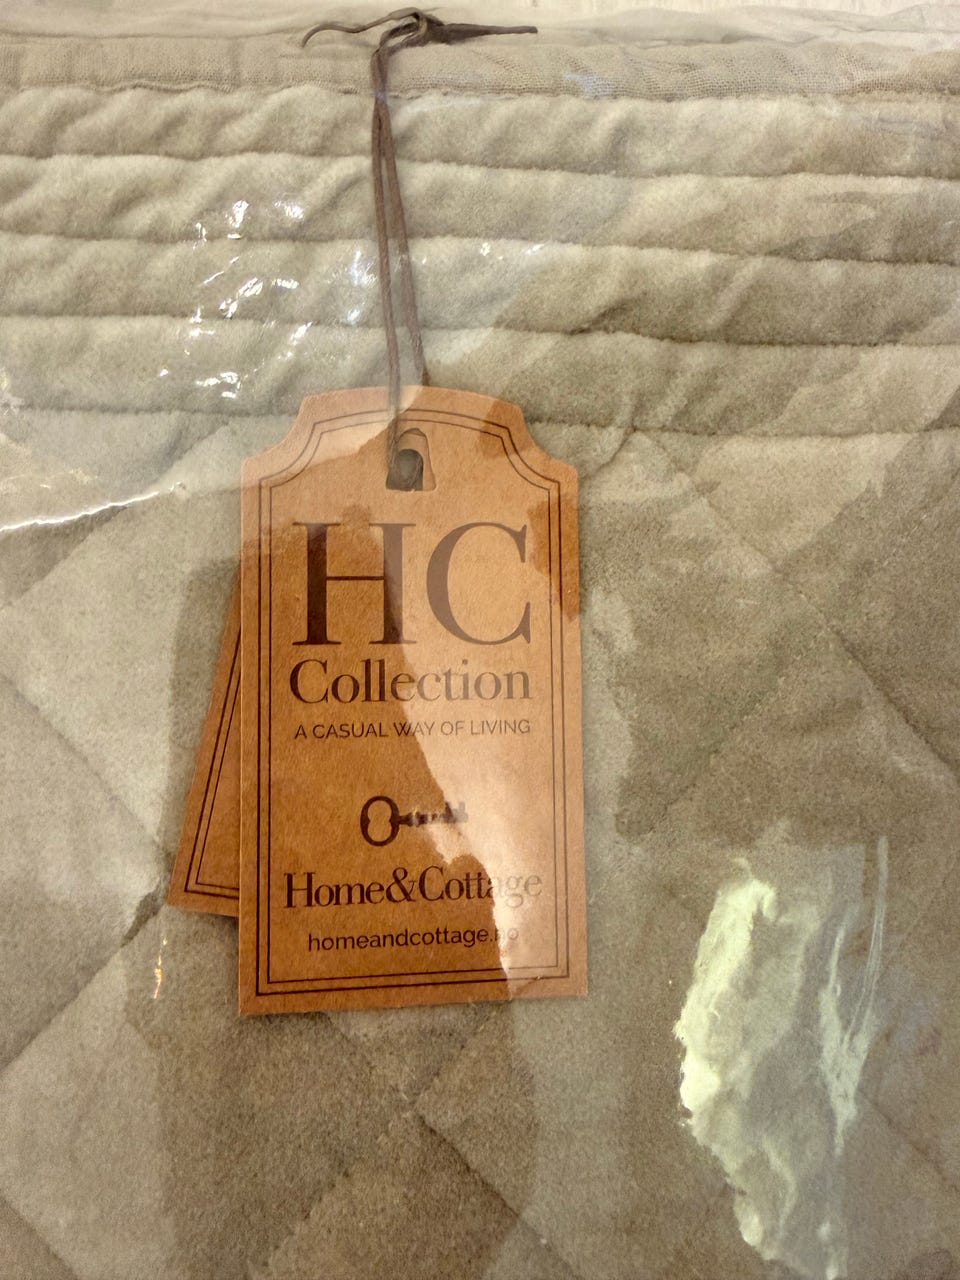 HC
Collection
A CASUAL WAY OF LIVING
Home&Cottage
homeandcottage.no